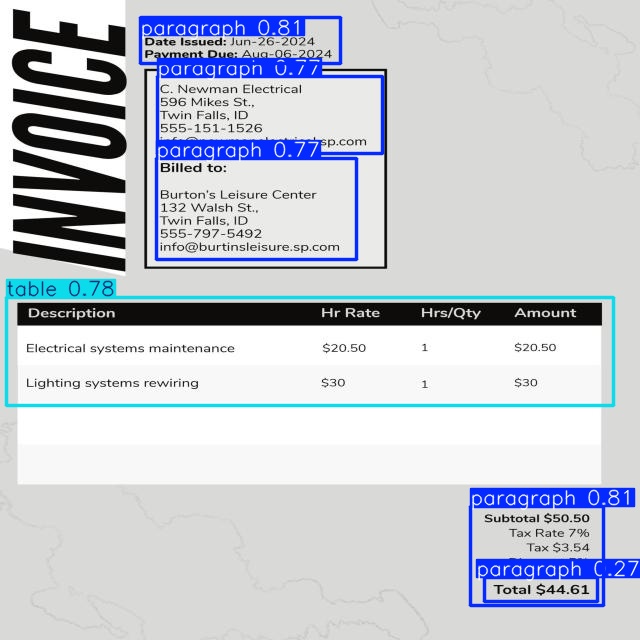 INVOICE
paragraph 0.81
Date Issued: Jun-26-2024
Payment Due: Aug-06-2024
paragraph 0.77
C. Newman Electrical
596 Mikes St.,
Twin Falls, ID
555-151-1526
sp.com
paragraph 0.77
Billed to:
Burton's Leisure Center
132 Walsh St.,
Twin Falls, ID
555-797-5492
info@burtinsleisure.sp.com
table 0.78
Description Hr Rate Hrs/Qty Amount
Electrical systems maintenance $20.50 1 $20.50
Lighting systems rewiring $30 1 $30
paragraph 0.81
Subtotal $50.50
Tax Rate 7%
Tax $3.54
paragraph 0.27
Total $44.61